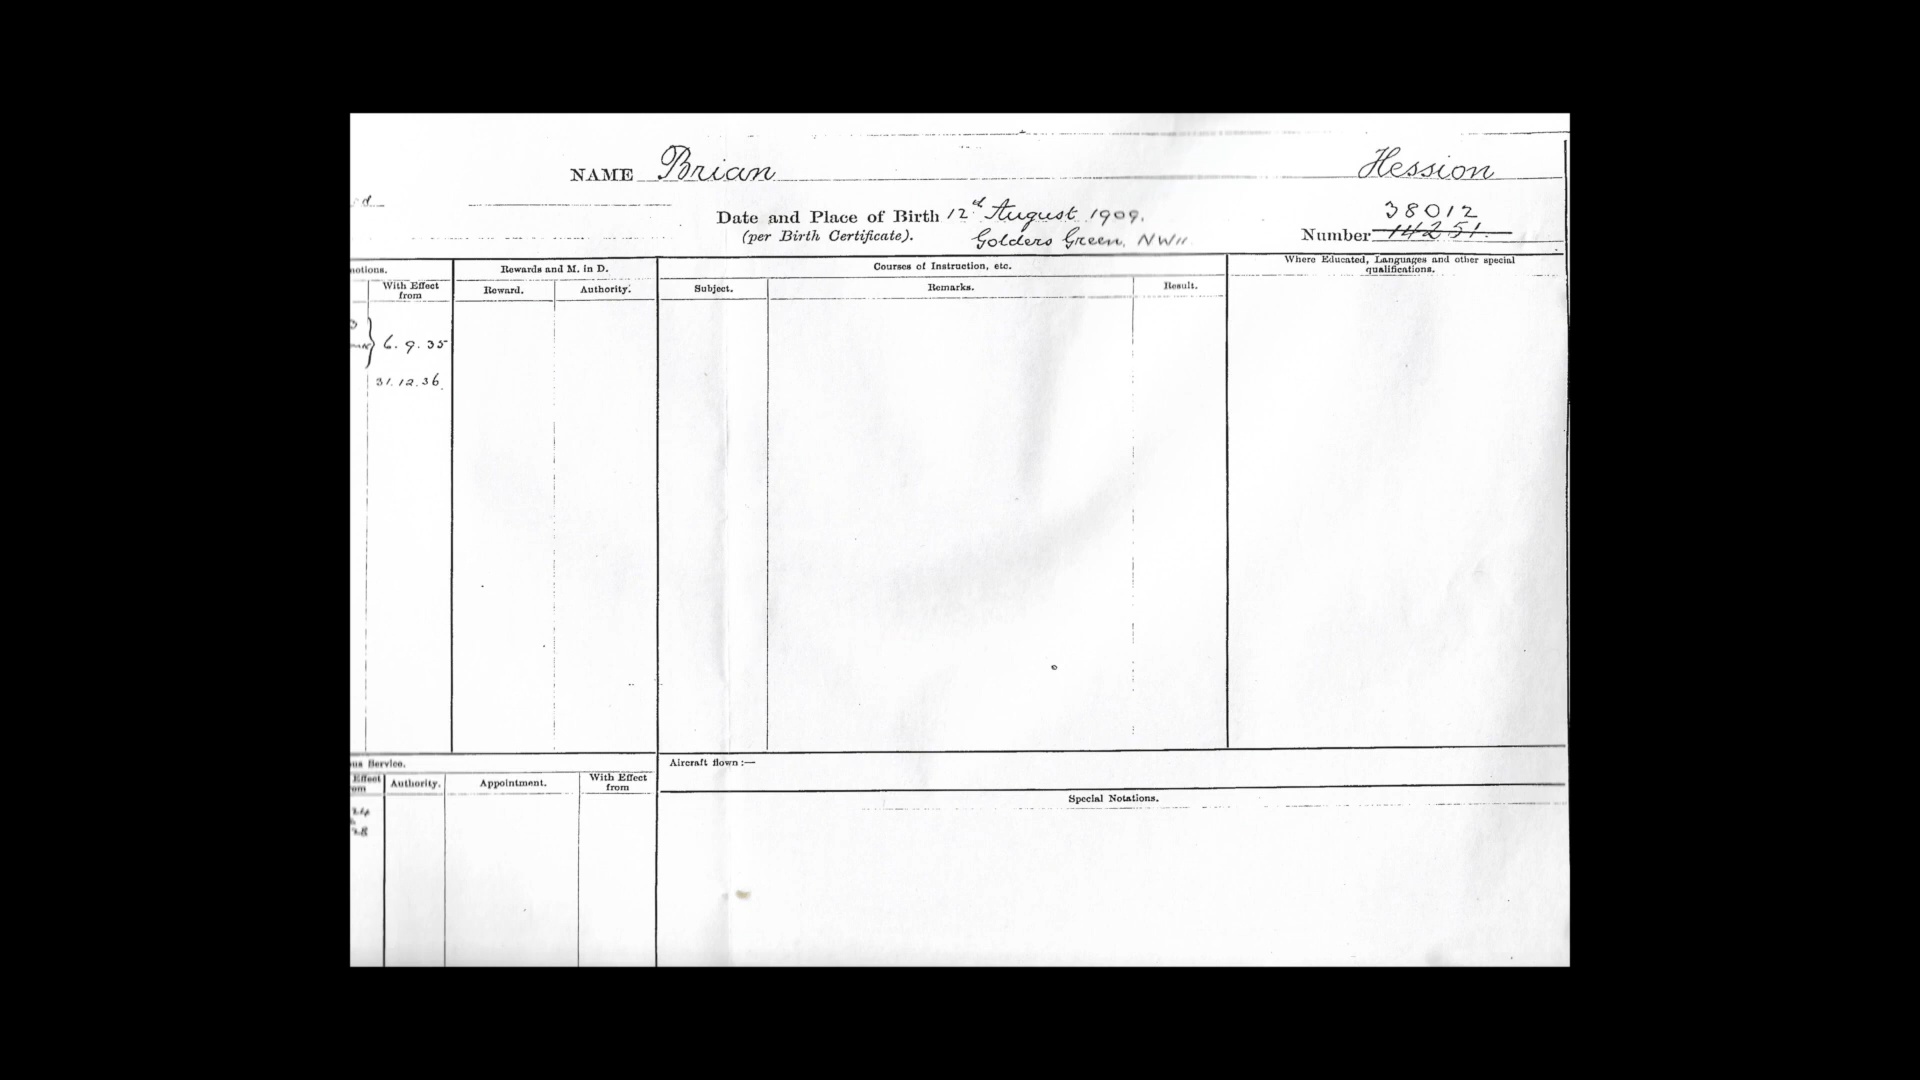 NAME Brian Hession
38012
Date and Place of Birth 12th August 1909.
(per Birth Certificate). Golders Green, NW11
Number 14251.
notions. Rewards and M. in D. Courses of Instruction, etc. Where Educated, Languages and other special
qualifications.
With Effect
from Reward. Authority. Subject. Remarks. Result.
6.9.35
31.12.36
us Service. Aircraft flown :—
Effect Authority. Appointment. With Effect
from
Special Notations.
24
28